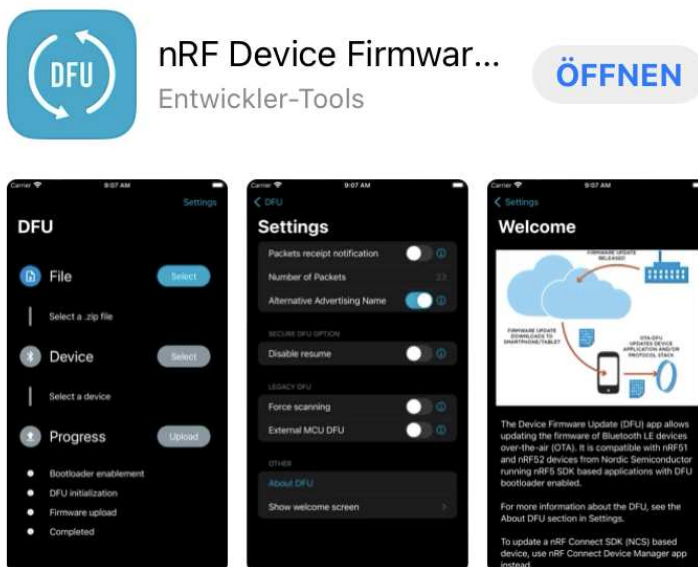 DFU
nRF Device Firmwar...
Entwickler-Tools
ÖFFNEN
Carrier
9:07 AM
Settings
DFU
File
Select
Select a .zip file
Device
Select
Select a device
Progress
Upload
Bootloader enablement
DFU initialization
Firmware upload
Completed
Carrier
9:07 AM
DFU
Settings
Packets receipt notification
Number of Packets
23
Alternative Advertising Name
SECURE DFU OPTION
Disable resume
LEGACY DFU
Force scanning
External MCU DFU
OTHER
About DFU
Show welcome screen
Carrier
9:07 AM
Settings
Welcome
FIRMWARE UPDATE
RELEASED
FIRMWARE UPDATE
DOWNLOADS TO
SMARTPHONE/TABLET
OTA-DFU
UPDATES DEVICE
APPLICATION AND/OR
PROTOCOL STACK
The Device Firmware Update (DFU) app allows
updating the firmware of Bluetooth LE devices
over-the-air (OTA). It is compatible with nRF51
and nRF52 devices from Nordic Semiconductor
running nRF5 SDK based applications with DFU
bootloader enabled.
For more information about the DFU, see the
About DFU section in Settings.
To update a nRF Connect SDK (NCS) based
device, use nRF Connect Device Manager app
instead.